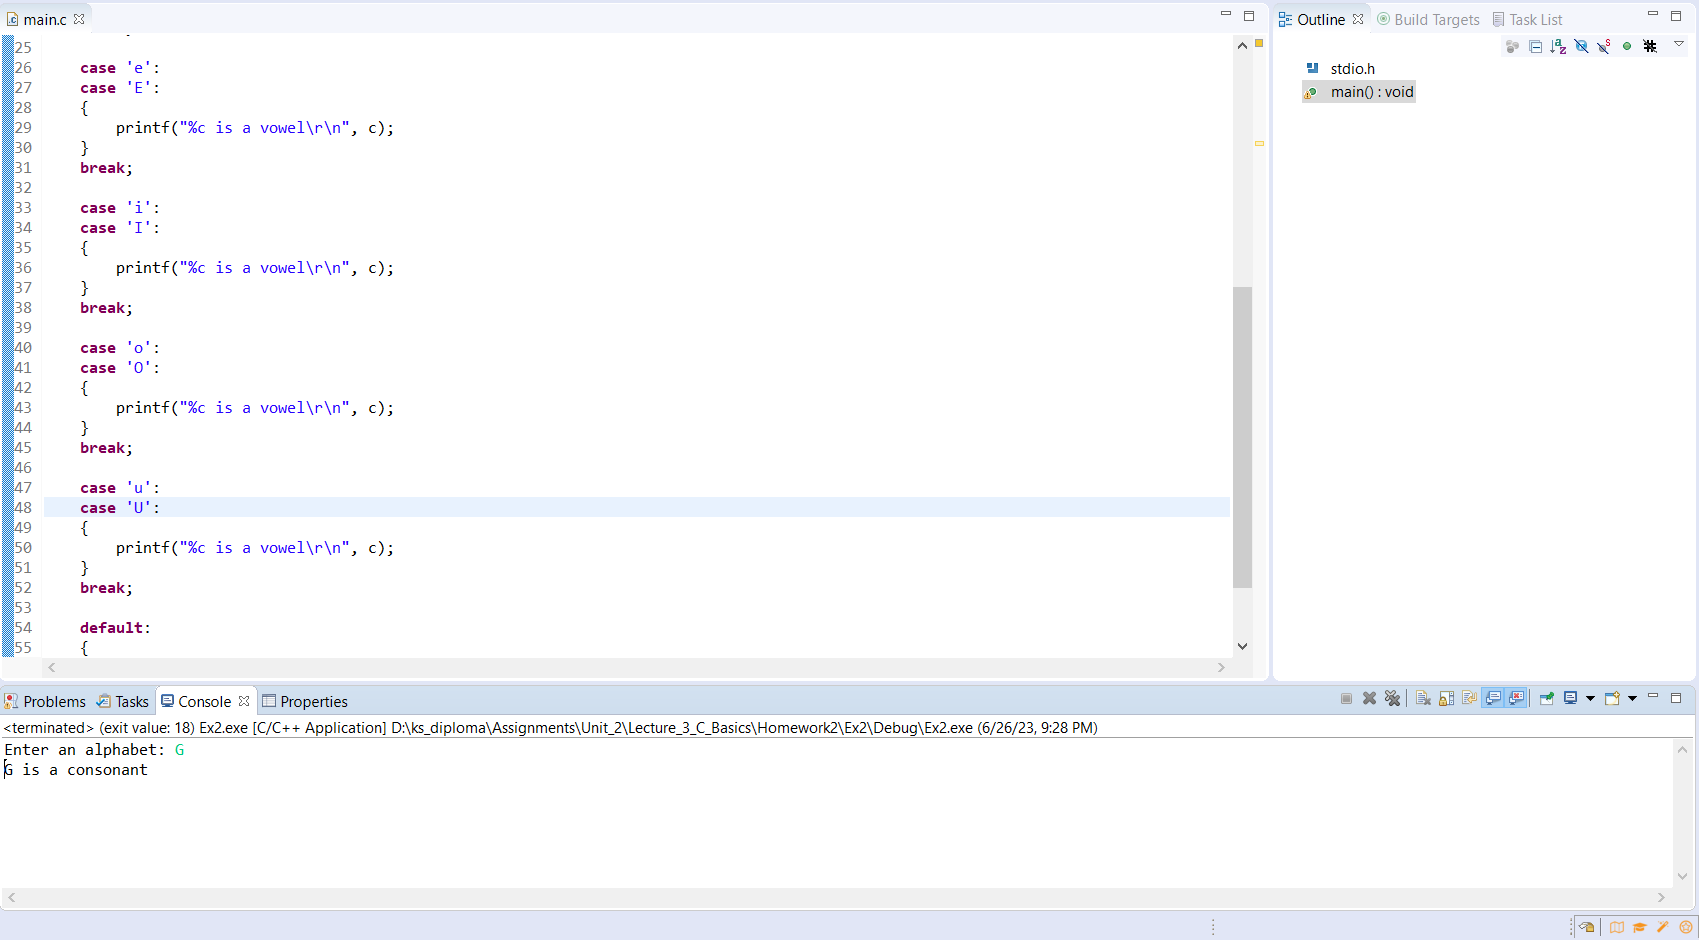 main.c
Outline Build Targets Task List
stdio.h
main() : void
25
26 case 'e':
27 case 'E':
28 {
29 printf("%c is a vowel\r\n", c);
30 }
31 break;
32
33 case 'i':
34 case 'I':
35 {
36 printf("%c is a vowel\r\n", c);
37 }
38 break;
39
40 case 'o':
41 case 'O':
42 {
43 printf("%c is a vowel\r\n", c);
44 }
45 break;
46
47 case 'u':
48 case 'U':
49 {
50 printf("%c is a vowel\r\n", c);
51 }
52 break;
53
54 default:
55 {
Problems Tasks Console Properties
<terminated> (exit value: 18) Ex2.exe [C/C++ Application] D:\ks_diploma\Assignments\Unit_2\Lecture_3_C_Basics\Homework2\Ex2\Debug\Ex2.exe (6/26/23, 9:28 PM)
Enter an alphabet: G
G is a consonant